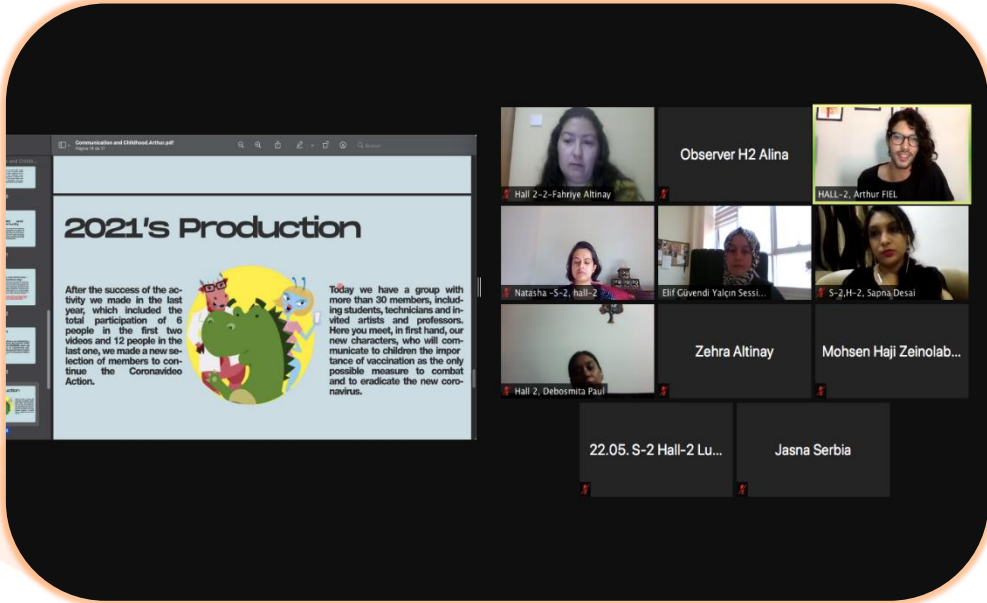 Communication and Childhood.Arthur.pdf
Página 14 de 17
Buscar
2021's Production
After the success of the ac-
tivity we made in the last
year, which included the
total participation of 6
people in the first two
videos and 12 people in the
last one, we made a new se-
lection of members to con-
tinue the Coronavideo
Action.
Today we have a group with
more than 30 members, includ-
ing students, technicians and in-
vited artists and professors.
Here you meet, in first hand, our
new characters, who will com-
municate to children the impor
tance of vaccination as the only
possible measure to combat
and to eradicate the new coro-
navirus.
Hall 2-2-Fahriye Altinay
Observer H2 Alina
HALL-2, Arthur FIEL
Natasha -S-2, hall-2
Elif Güvendi Yalçın Sessi...
S-2,H-2, Sapna Desai
Hall 2, Debosmita Paul
Zehra Altinay
Mohsen Haji Zeinolab...
22.05. S-2 Hall-2 Lu...
Jasna Serbia